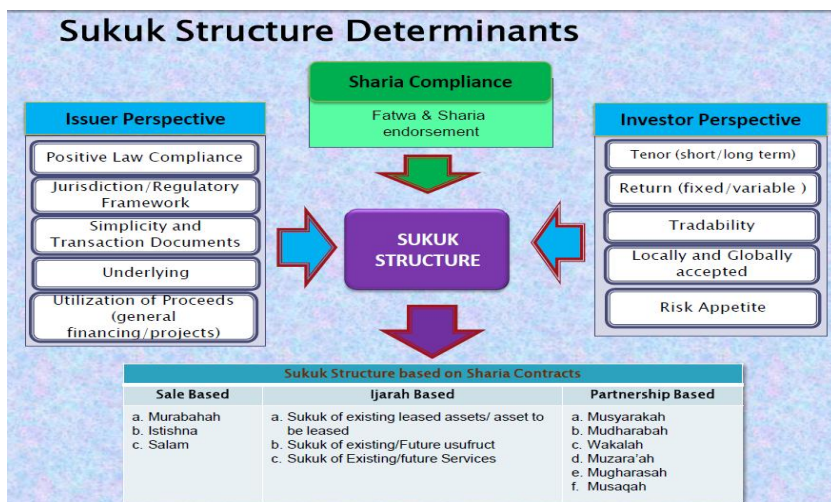 Sukuk Structure Determinants
Sharia Compliance
Fatwa & Sharia
endorsement
Issuer Perspective
Positive Law Compliance
Jurisdiction/Regulatory
Framework
Simplicity and
Transaction Documents
Underlying
Utilization of Proceeds
(general
financing/projects)
SUKUK
STRUCTURE
Investor Perspective
Tenor (short/long term)
Return (fixed/variable )
Tradability
Locally and Globally
accepted
Risk Appetite
Sukuk Structure based on Sharia Contracts
Sale Based
a. Murabahah
b. Istishna
c. Salam
Ijarah Based
a. Sukuk of existing leased assets/ asset to
be leased
b. Sukuk of existing/Future usufruct
c. Sukuk of Existing/future Services
Partnership Based
a. Musyarakah
b. Mudharabah
c. Wakalah
d. Muzara’ah
e. Mugharasah
f. Musaqah